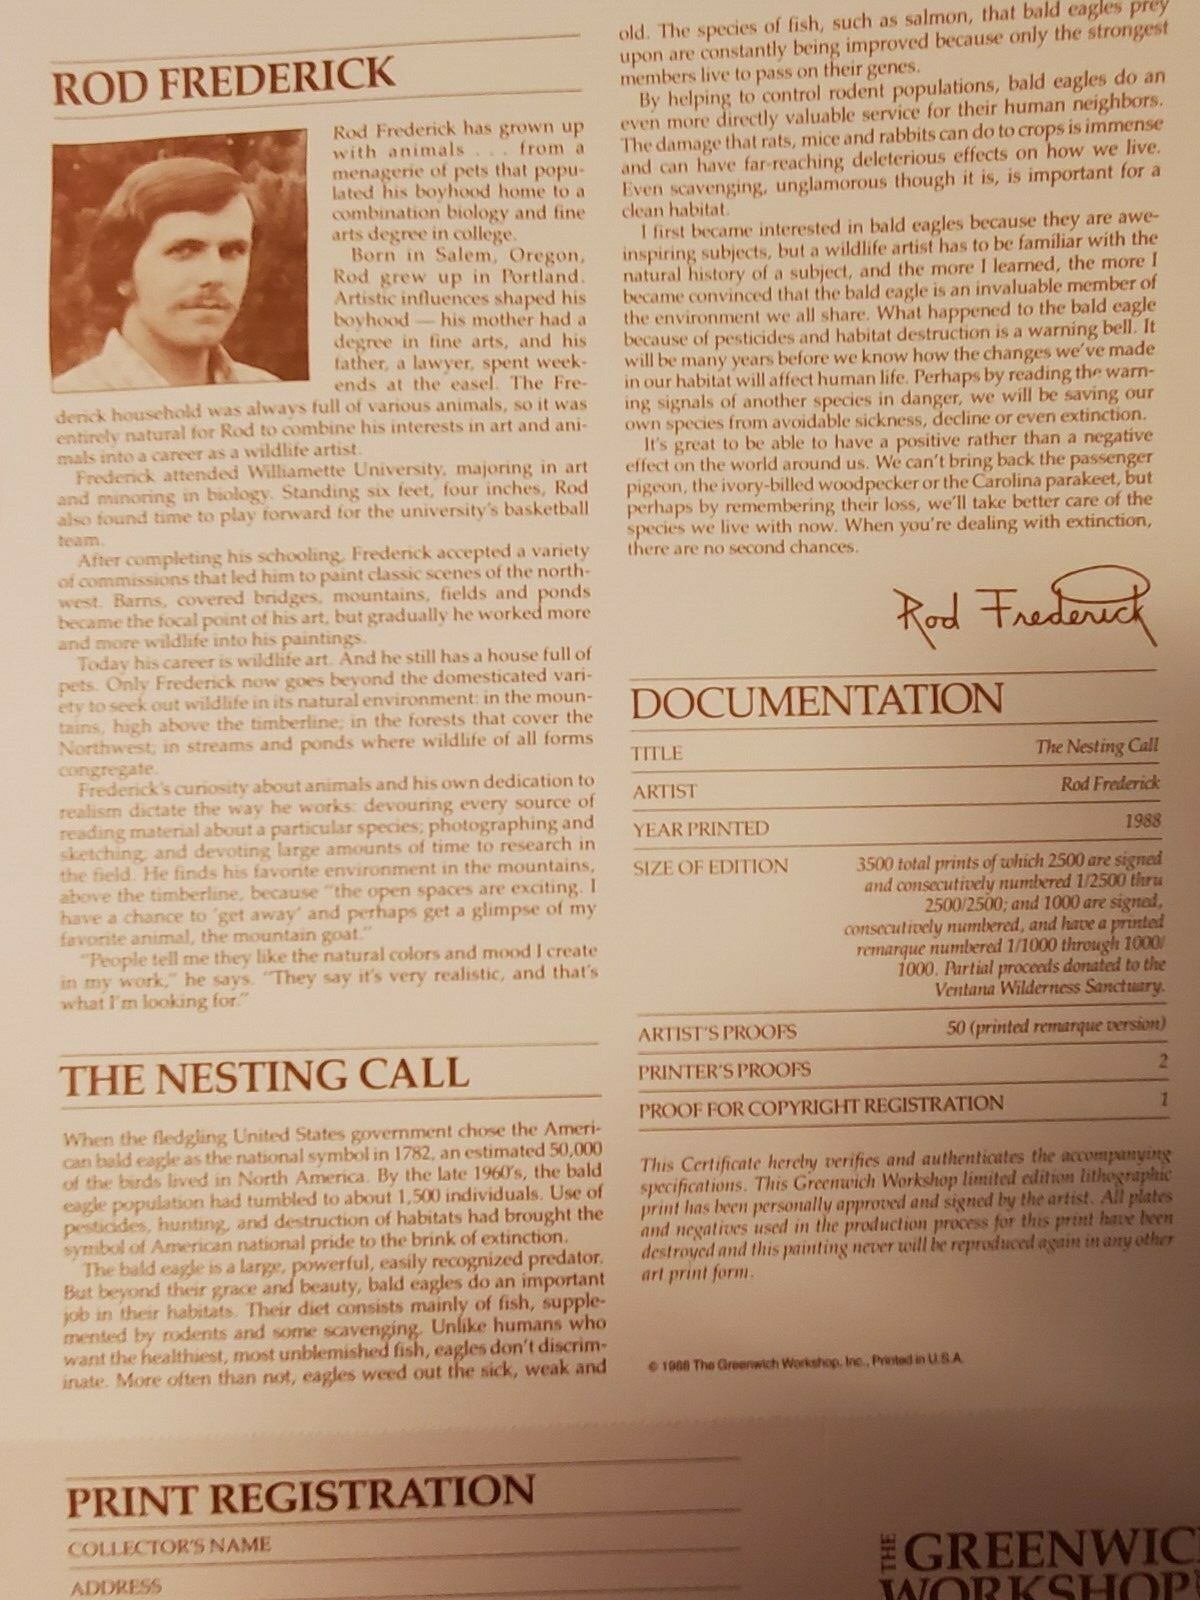 ROD FREDERICK
Rod Frederick has grown up
with animals . . . from a
menagerie of pets that popu-
lated his boyhood home to a
combination biology and fine
arts degree in college.
Born in Salem, Oregon,
Rod grew up in Portland.
Artistic influences shaped his
boyhood — his mother had a
degree in fine arts, and his
father, a lawyer, spent week-
ends at the easel. The Fre-
derick household was always full of various animals, so it was
entirely natural for Rod to combine his interests in art and ani-
mals into a career as a wildlife artist.
Frederick attended Williamette University, majoring in art
and minoring in biology. Standing six feet, four inches, Rod
also found time to play forward for the university's basketball
team.
After completing his schooling, Frederick accepted a variety
of commissions that led him to paint classic scenes of the north-
west. Barns, covered bridges, mountains, fields and ponds
became the focal point of his art, but gradually he worked more
and more wildlife into his paintings.
Today his career is wildlife art. And he still has a house full of
pets. Only Frederick now goes beyond the domesticated vari-
ety to seek out wildlife in its natural environment: in the moun-
tains, high above the timberline; in the forests that cover the
Northwest; in streams and ponds where wildlife of all forms
congregate.
Frederick's curiosity about animals and his own dedication to
realism dictate the way he works: devouring every source of
reading material about a particular species; photographing and
sketching, and devoting large amounts of time to research in
the field. He finds his favorite environment in the mountains,
above the timberline, because "the open spaces are exciting. I
have a chance to 'get away' and perhaps get a glimpse of my
favorite animal, the mountain goat."
"People tell me they like the natural colors and mood I create
in my work," he says. "They say it's very realistic, and that's
what I'm looking for."
THE NESTING CALL
When the fledgling United States government chose the Ameri-
can bald eagle as the national symbol in 1782, an estimated 50,000
of the birds lived in North America. By the late 1960's, the bald
eagle population had tumbled to about 1,500 individuals. Use of
pesticides, hunting, and destruction of habitats had brought the
symbol of American national pride to the brink of extinction.
The bald eagle is a large, powerful, easily recognized predator.
But beyond their grace and beauty, bald eagles do an important
job in their habitats. Their diet consists mainly of fish, supple-
mented by rodents and some scavenging. Unlike humans who
want the healthiest, most unblemished fish, eagles don't discrim-
inate. More often than not, eagles weed out the sick, weak and
old. The species of fish, such as salmon, that bald eagles prey
upon are constantly being improved because only the strongest
members live to pass on their genes.
By helping to control rodent populations, bald eagles do an
even more directly valuable service for their human neighbors.
The damage that rats, mice and rabbits can do to crops is immense
and can have far-reaching deleterious effects on how we live.
Even scavenging, unglamorous though it is, is important for a
clean habitat.
I first became interested in bald eagles because they are awe-
inspiring subjects, but a wildlife artist has to be familiar with the
natural history of a subject, and the more I learned, the more I
became convinced that the bald eagle is an invaluable member of
the environment we all share. What happened to the bald eagle
because of pesticides and habitat destruction is a warning bell. It
will be many years before we know how the changes we've made
in our habitat will affect human life. Perhaps by reading the warn-
ing signals of another species in danger, we will be saving our
own species from avoidable sickness, decline or even extinction.
It's great to be able to have a positive rather than a negative
effect on the world around us. We can't bring back the passenger
pigeon, the ivory-billed woodpecker or the Carolina parakeet, but
perhaps by remembering their loss, we'll take better care of the
species we live with now. When you're dealing with extinction,
there are no second chances.
Rod Frederick
DOCUMENTATION
TITLE The Nesting Call
ARTIST Rod Frederick
YEAR PRINTED 1988
SIZE OF EDITION 3500 total prints of which 2500 are signed
and consecutively numbered 1/2500 thru
2500/2500; and 1000 are signed,
consecutively numbered, and have a printed
remarque numbered 1/1000 through 1000/
1000. Partial proceeds donated to the
Ventana Wilderness Sanctuary.
ARTIST'S PROOFS 50 (printed remarque version)
PRINTER'S PROOFS 2
PROOF FOR COPYRIGHT REGISTRATION 1
This Certificate hereby verifies and authenticates the accompanying
specifications. This Greenwich Workshop limited edition lithographic
print has been personally approved and signed by the artist. All plates
and negatives used in the production process for this print have been
destroyed and this painting never will be reproduced again in any other
art print form.
© 1988 The Greenwich Workshop, Inc., Printed in U.S.A.
PRINT REGISTRATION
COLLECTOR'S NAME
ADDRESS
THE GREENWIC
WORKSHOP